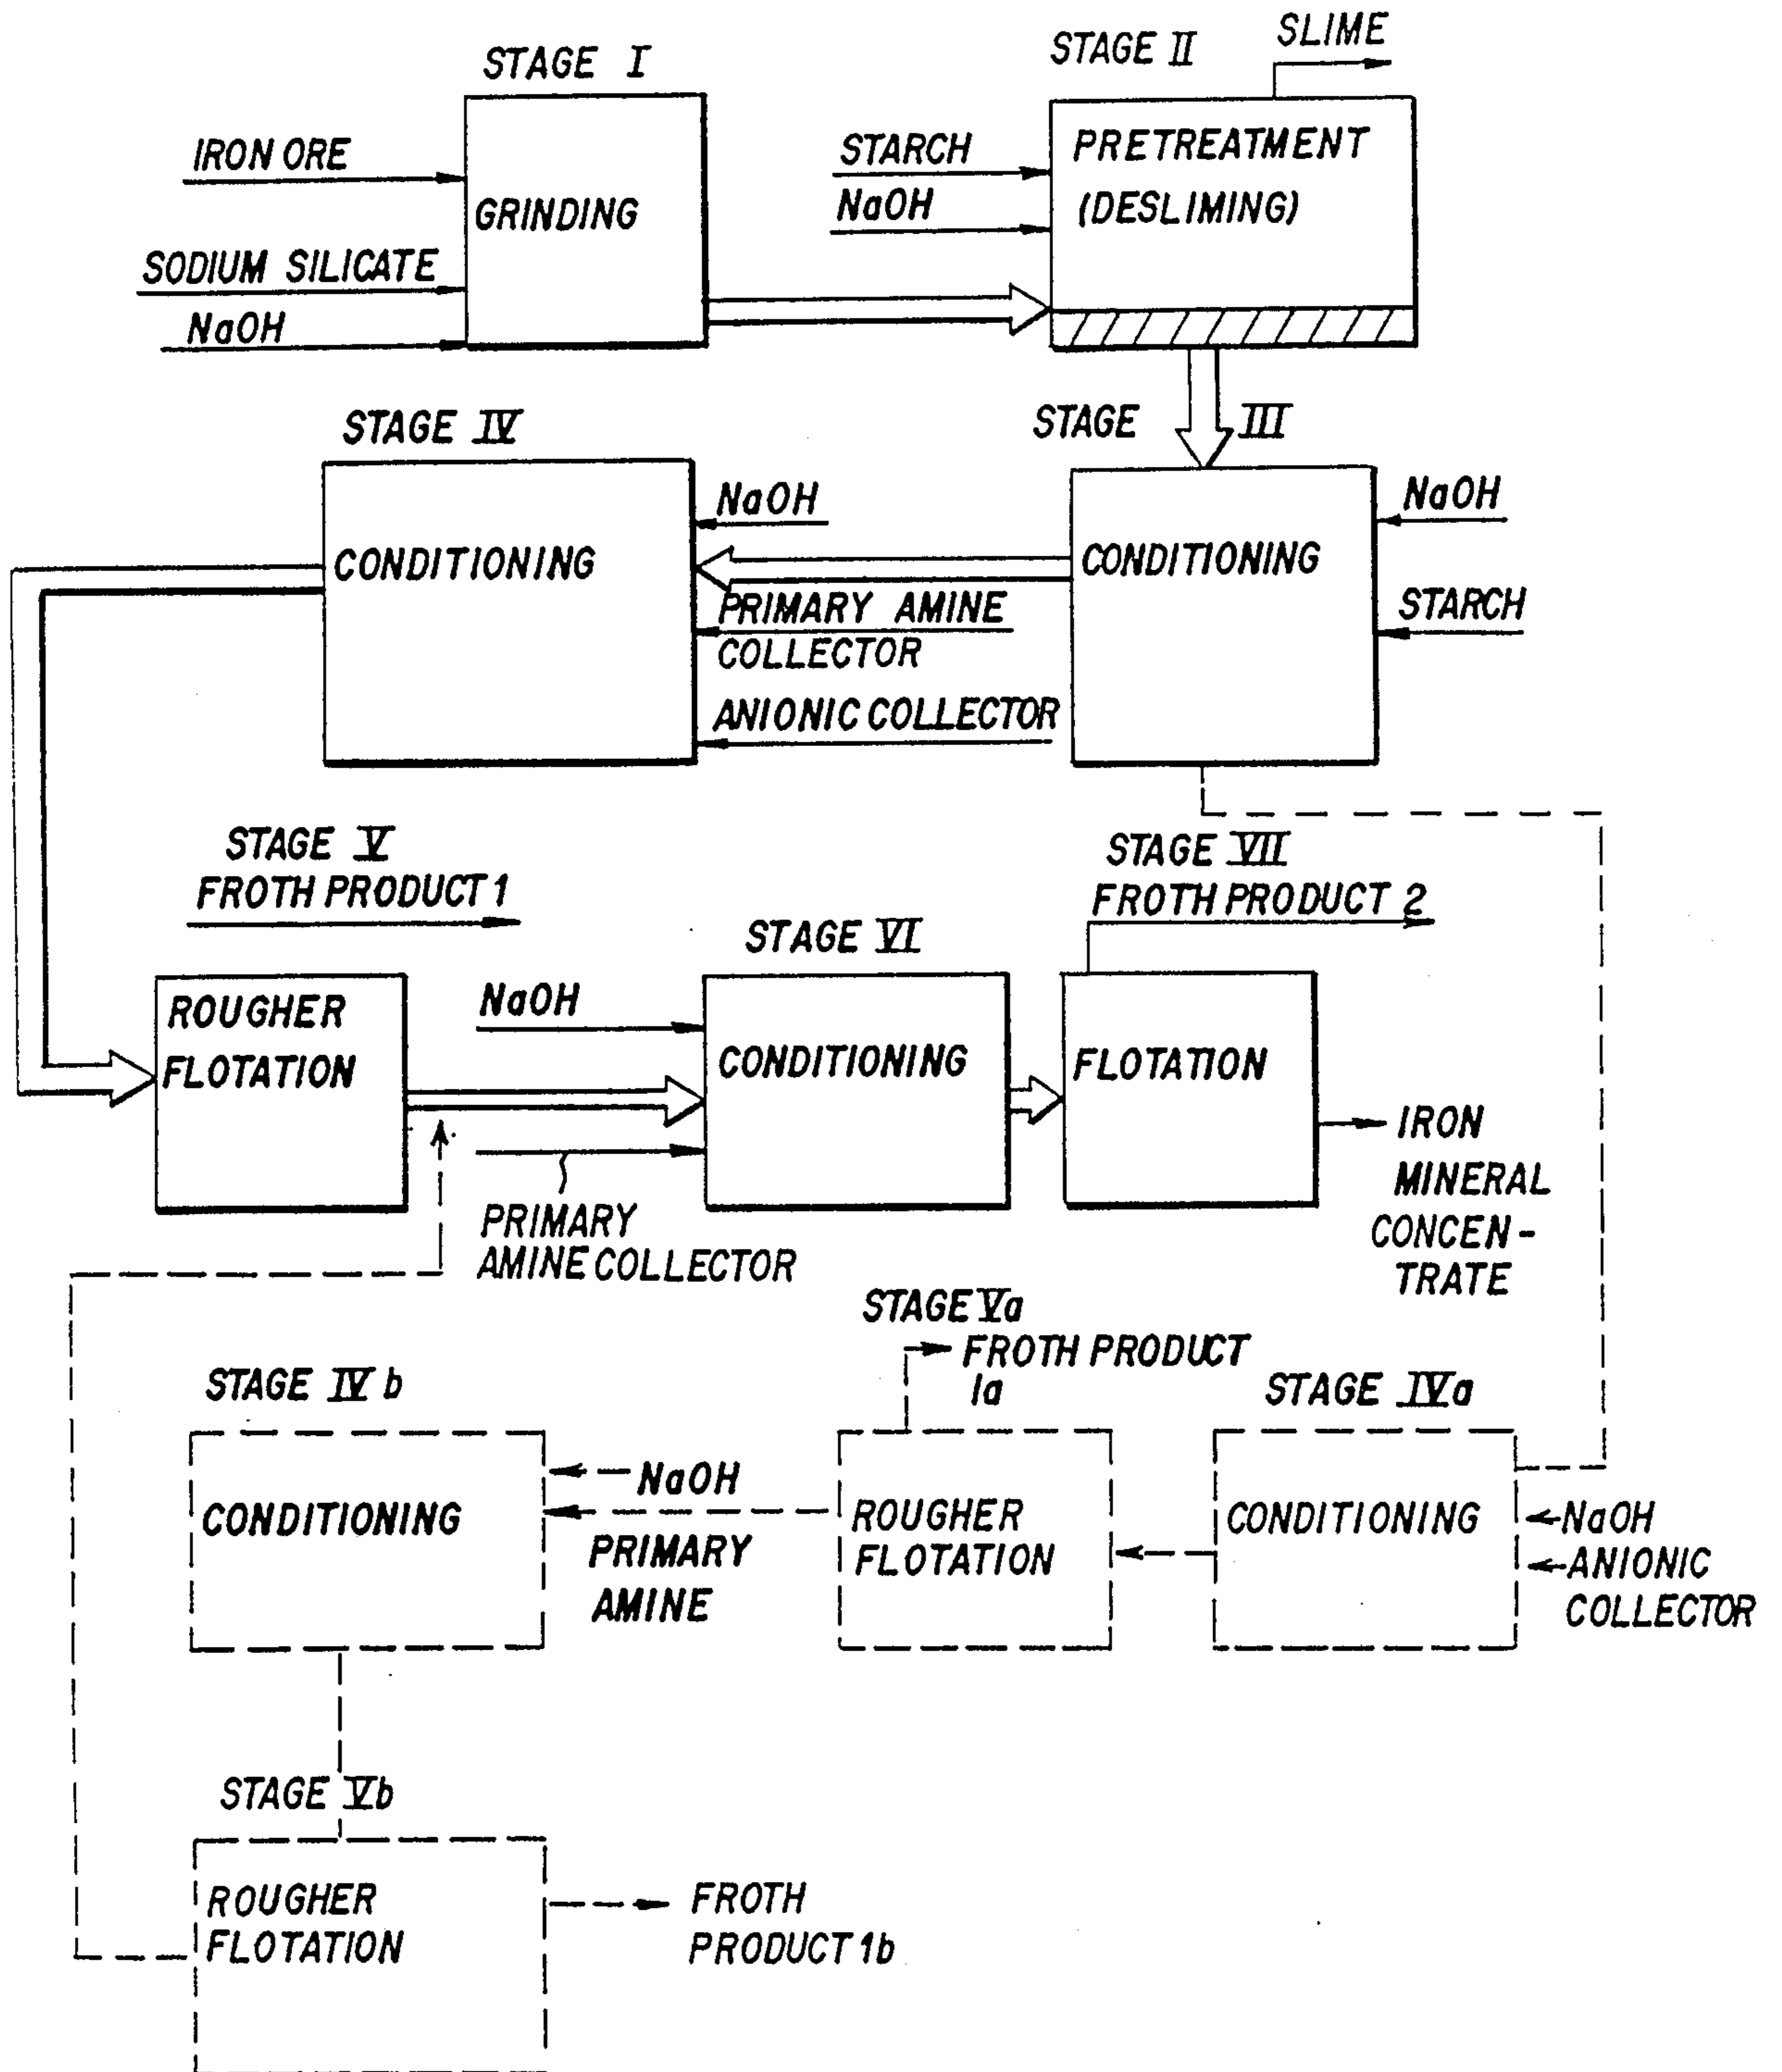 STAGE I
IRON ORE
SODIUM SILICATE
NaOH
GRINDING
STAGE II
SLIME
STARCH
NaOH
PRETREATMENT
(DESLIMING)
STAGE III
CONDITIONING
NaOH
STARCH
STAGE IV
CONDITIONING
NaOH
PRIMARY AMINE
COLLECTOR
ANIONIC COLLECTOR
STAGE V
FROTH PRODUCT 1
ROUGHER
FLOTATION
STAGE VI
NaOH
CONDITIONING
PRIMARY
AMINE COLLECTOR
STAGE VII
FROTH PRODUCT 2
FLOTATION
IRON
MINERAL
CONCEN-
TRATE
STAGE IVa
CONDITIONING
NaOH
ANIONIC
COLLECTOR
STAGE Va
FROTH PRODUCT
1a
ROUGHER
FLOTATION
STAGE IV b
CONDITIONING
NaOH
PRIMARY
AMINE
STAGE Vb
ROUGHER
FLOTATION
FROTH
PRODUCT 1b